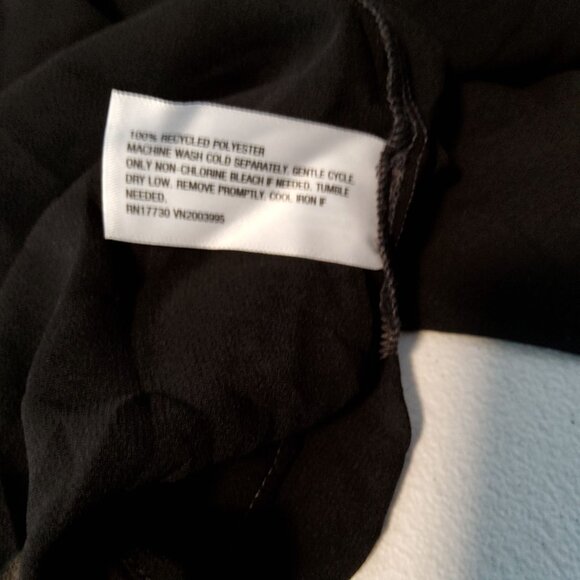 100% RECYCLED POLYESTER
MACHINE WASH COLD SEPARATELY. GENTLE CYCLE.
ONLY NON-CHLORINE BLEACH IF NEEDED. TUMBLE
DRY LOW. REMOVE PROMPTLY. COOL IRON IF
NEEDED.
RN17730 VN2003995